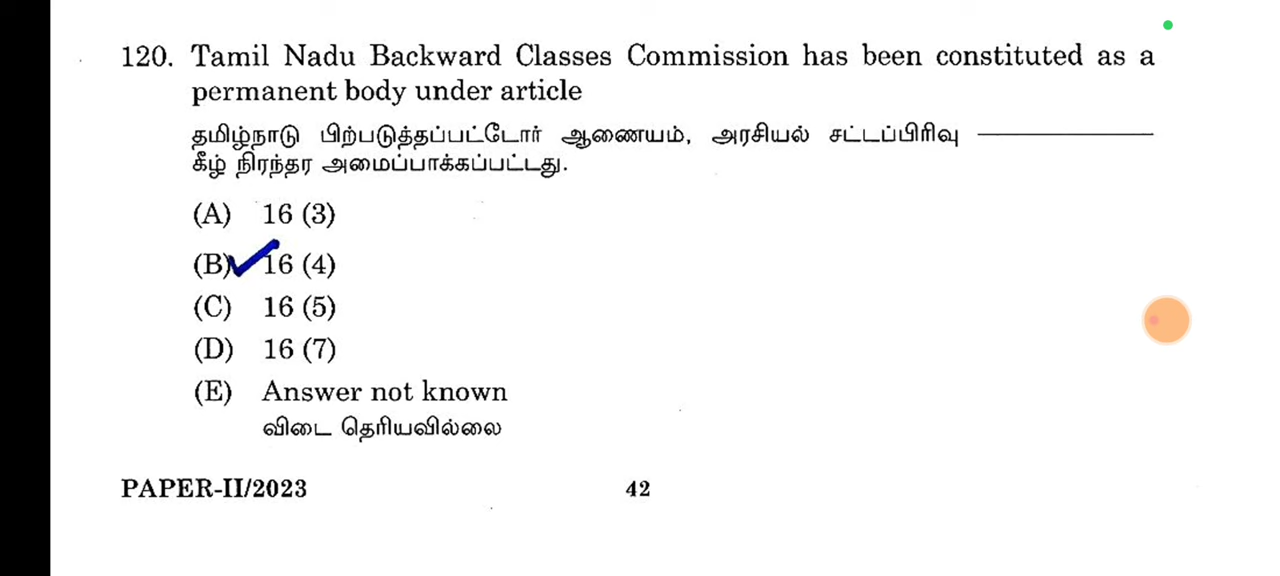 120. Tamil Nadu Backward Classes Commission has been constituted as a
permanent body under article
தமிழ்நாடு பிற்படுத்தப்பட்டோர் ஆணையம், அரசியல் சட்டப்பிரிவு ————
கீழ் நிரந்தர அமைப்பாக்கப்பட்டது.
(A) 16 (3)
(B) 16 (4)
(C) 16 (5)
(D) 16 (7)
(E) Answer not known
விடை தெரியவில்லை
PAPER-II/2023 42